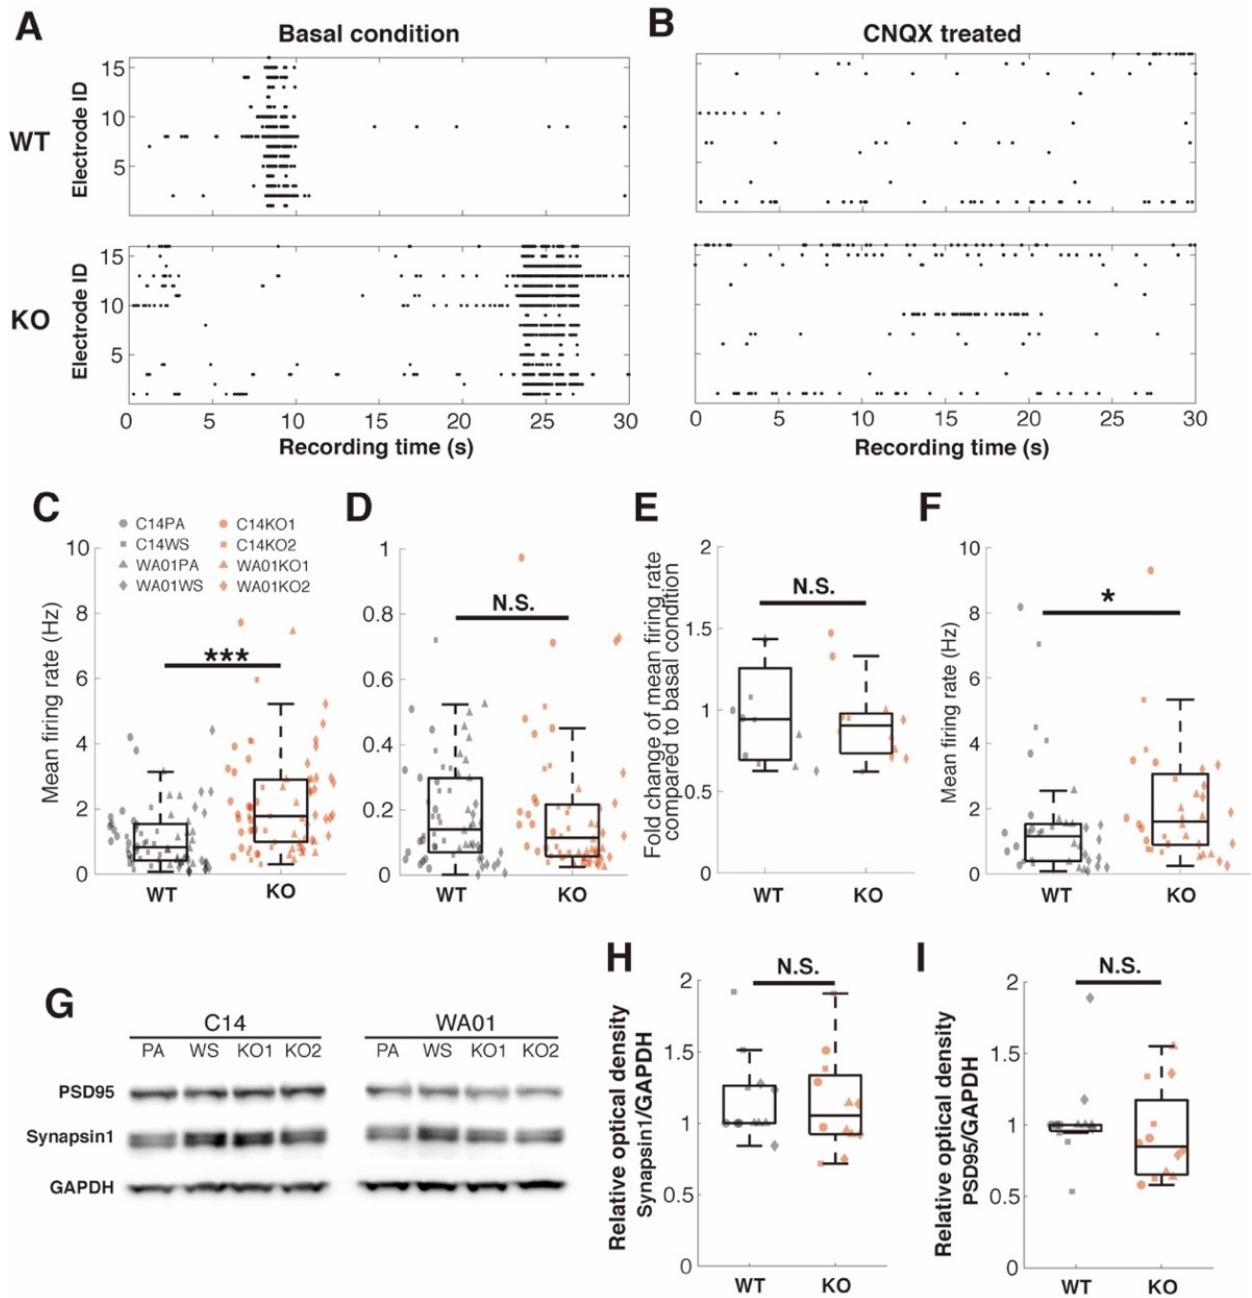 A
Basal condition
B
CNQX treated
WT
Electrode ID
15
10
5
KO
Electrode ID
15
10
5
0 5 10 15 20 25 30
Recording time (s)
0 5 10 15 20 25 30
Recording time (s)
C
C14PA C14KO1
C14WS C14KO2
WA01PA WA01KO1
WA01WS WA01KO2
Mean firing rate (Hz)
10
8
6
4
2
0
***
WT KO
D
1
0.8
0.6
0.4
0.2
0
N.S.
WT KO
E
Fold change of mean firing rate
compared to basal condition
2
1.5
1
0.5
0
N.S.
WT KO
F
Mean firing rate (Hz)
10
8
6
4
2
0
*
WT KO
G
C14 WA01
PA WS KO1 KO2 PA WS KO1 KO2
PSD95
Synapsin1
GAPDH
H
Relative optical density
Synapsin1/GAPDH
2
1.5
1
0.5
0
N.S.
WT KO
I
Relative optical density
PSD95/GAPDH
2
1.5
1
0.5
0
N.S.
WT KO